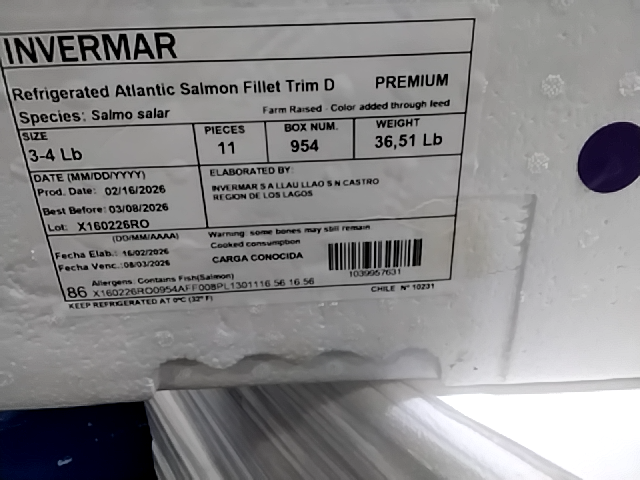 INVERMAR
Refrigerated Atlantic Salmon Fillet Trim D PREMIUM
Species: Salmo salar Farm Raised - Color added through feed
SIZE PIECES BOX NUM. WEIGHT
3-4 Lb 11 954 36,51 Lb
DATE (MM/DD/YYYY) ELABORATED BY:
Prod. Date: 02/16/2026 INVERMAR S A LLAU LLAO S N CASTRO
Best Before: 03/08/2026 REGION DE LOS LAGOS
Lot: X160226RO
(DD/MM/AAAA) Warning: some bones may still remain
Fecha Elab.: 16/02/2026 Cooked consumption
Fecha Venc.:08/03/2026 CARGA CONOCIDA
1039957631
Allergens: Contains Fish(Salmon)
86 X160226RO0954AFF008PL1301116.56 16.56
KEEP REFRIGERATED AT 0ºC (32º F) CHILE Nº 10231